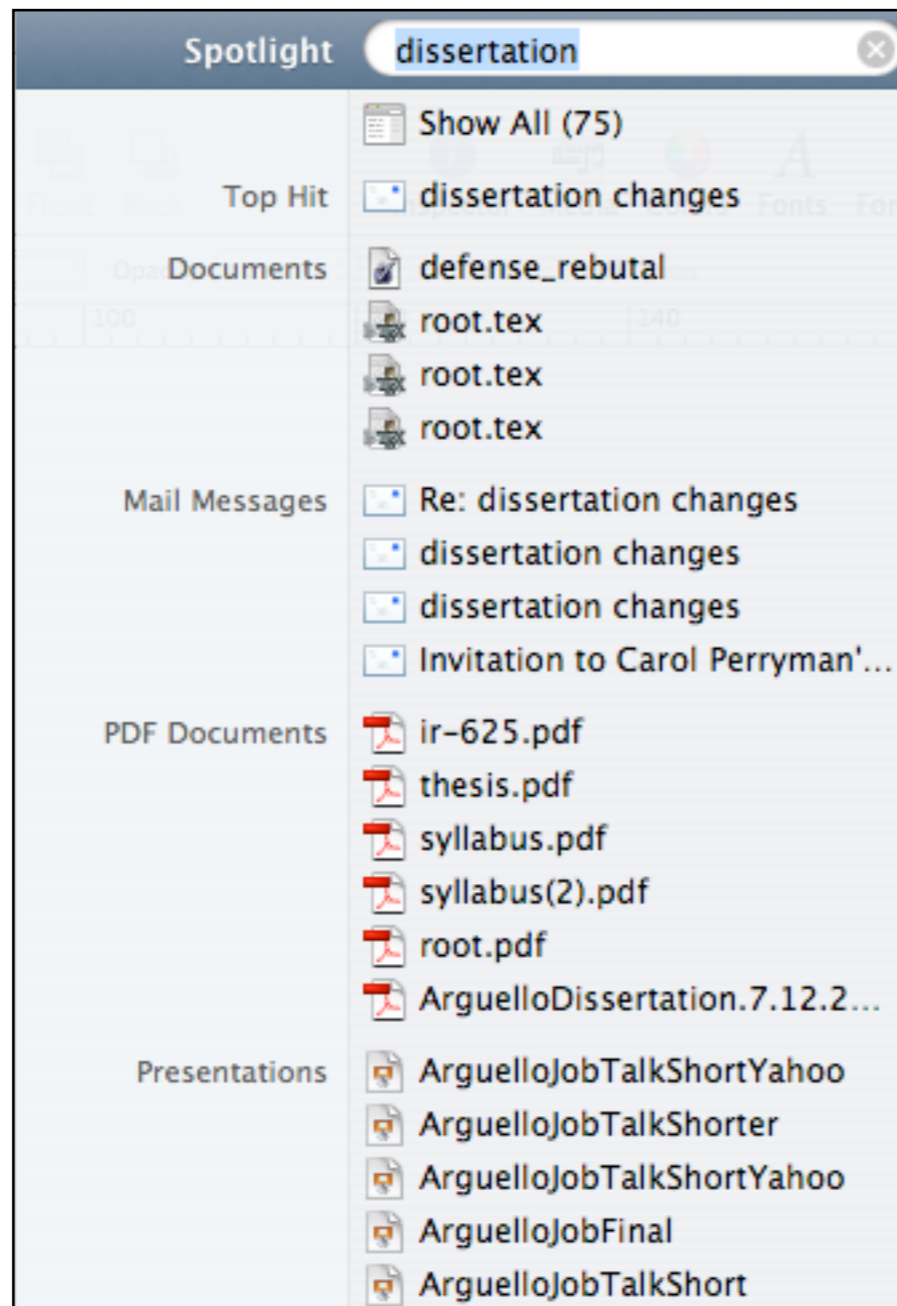 Spotlight dissertation
Show All (75)
Top Hit dissertation changes
Documents defense_rebutal
100 140
root.tex
root.tex
root.tex
Mail Messages Re: dissertation changes
dissertation changes
dissertation changes
Invitation to Carol Perryman'...
PDF Documents ir-625.pdf
thesis.pdf
syllabus.pdf
syllabus(2).pdf
root.pdf
ArguelloDissertation.7.12.2...
Presentations ArguelloJobTalkShortYahoo
ArguelloJobTalkShorter
ArguelloJobTalkShortYahoo
ArguelloJobFinal
ArguelloJobTalkShort